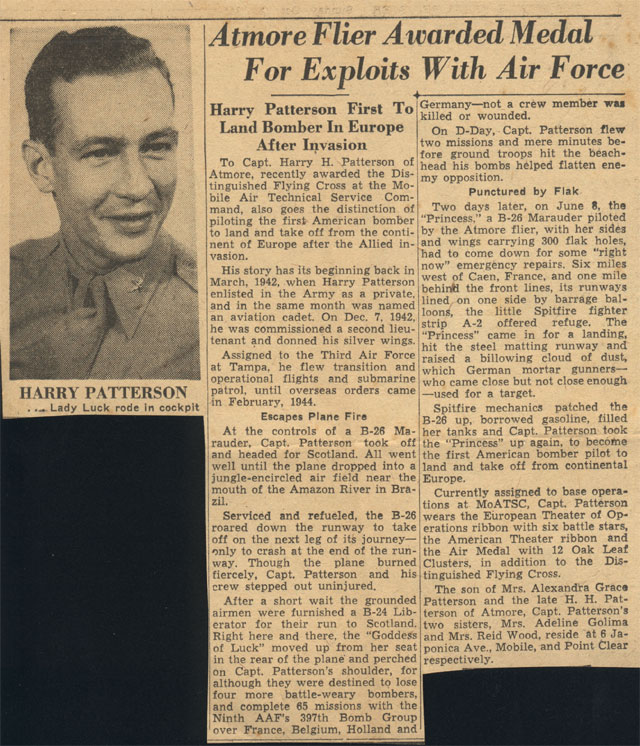 Atmore Flier Awarded Medal
For Exploits With Air Force
HARRY PATTERSON
... Lady Luck rode in cockpit
Harry Patterson First To
Land Bomber In Europe
After Invasion
To Capt. Harry H. Patterson of
Atmore, recently awarded the Dis-
tinguished Flying Cross at the Mo-
bile Air Technical Service Com-
mand, also goes the distinction of
piloting the first American bomber
to land and take off from the conti-
nent of Europe after the Allied in-
vasion.
His story has its beginning back in
March, 1942, when Harry Patterson
enlisted in the Army as a private,
and in the same month was named
an aviation cadet. On Dec. 7, 1942,
he was commissioned a second lieu-
tenant and donned his silver wings.
Assigned to the Third Air Force
at Tampa, he flew transition and
operational flights and submarine
patrol, until overseas orders came
in February, 1944.
Escapes Plane Fire
At the controls of a B-26 Ma-
rauder, Capt. Patterson took off
and headed for Scotland. All went
well until the plane dropped into a
jungle-encircled air field near the
mouth of the Amazon River in Bra-
zil.
Serviced and refueled, the B-26
roared down the runway to take
off on the next leg of its journey—
only to crash at the end of the run-
way. Though the plane burned
fiercely, Capt. Patterson and his
crew stepped out uninjured.
After a short wait the grounded
airmen were furnished a B-24 Lib-
erator for their run to Scotland.
Right here and there, the "Goddess
of Luck" moved up from her seat
in the rear of the plane and perched
on Capt. Patterson's shoulder, for
although they were destined to lose
four more battle-weary bombers,
and complete 65 missions with the
Ninth AAF's 397th Bomb Group
over France, Belgium, Holland and
Germany—not a crew member was
killed or wounded.
On D-Day, Capt. Patterson flew
two missions and mere minutes be-
fore ground troops hit the beach-
head his bombs helped flatten ene-
my opposition.
Punctured by Flak
Two days later, on June 8, the
"Princess," a B-26 Marauder piloted
by the Atmore flier, with her sides
and wings carrying 300 flak holes,
had to come down for some "right
now" emergency repairs. Six miles
west of Caen, France, and one mile
behind the front lines, its runways
lined on one side by barrage bal-
loons, the little Spitfire fighter
strip A-2 offered refuge. The
"Princess" came in for a landing,
hit the steel matting runway and
raised a billowing cloud of dust,
which German mortar gunners—
who came close but not close enough
—used for a target.
Spitfire mechanics patched the
B-26 up, borrowed gasoline, filled
her tanks and Capt. Patterson took
the "Princess" up again, to become
the first American bomber pilot to
land and take off from continental
Europe.
Currently assigned to base opera-
tions at MoATSC, Capt. Patterson
wears the European Theater of Op-
erations ribbon with six battle stars,
the American Theater ribbon and
the Air Medal with 12 Oak Leaf
Clusters, in addition to the Dis-
tinguished Flying Cross.
The son of Mrs. Alexandra Grace
Patterson and the late H. H. Pat-
terson of Atmore, Capt. Patterson's
two sisters, Mrs. Adeline Golima
and Mrs. Reid Wood, reside at 6 Ja-
ponica Ave., Mobile, and Point Clear
respectively.